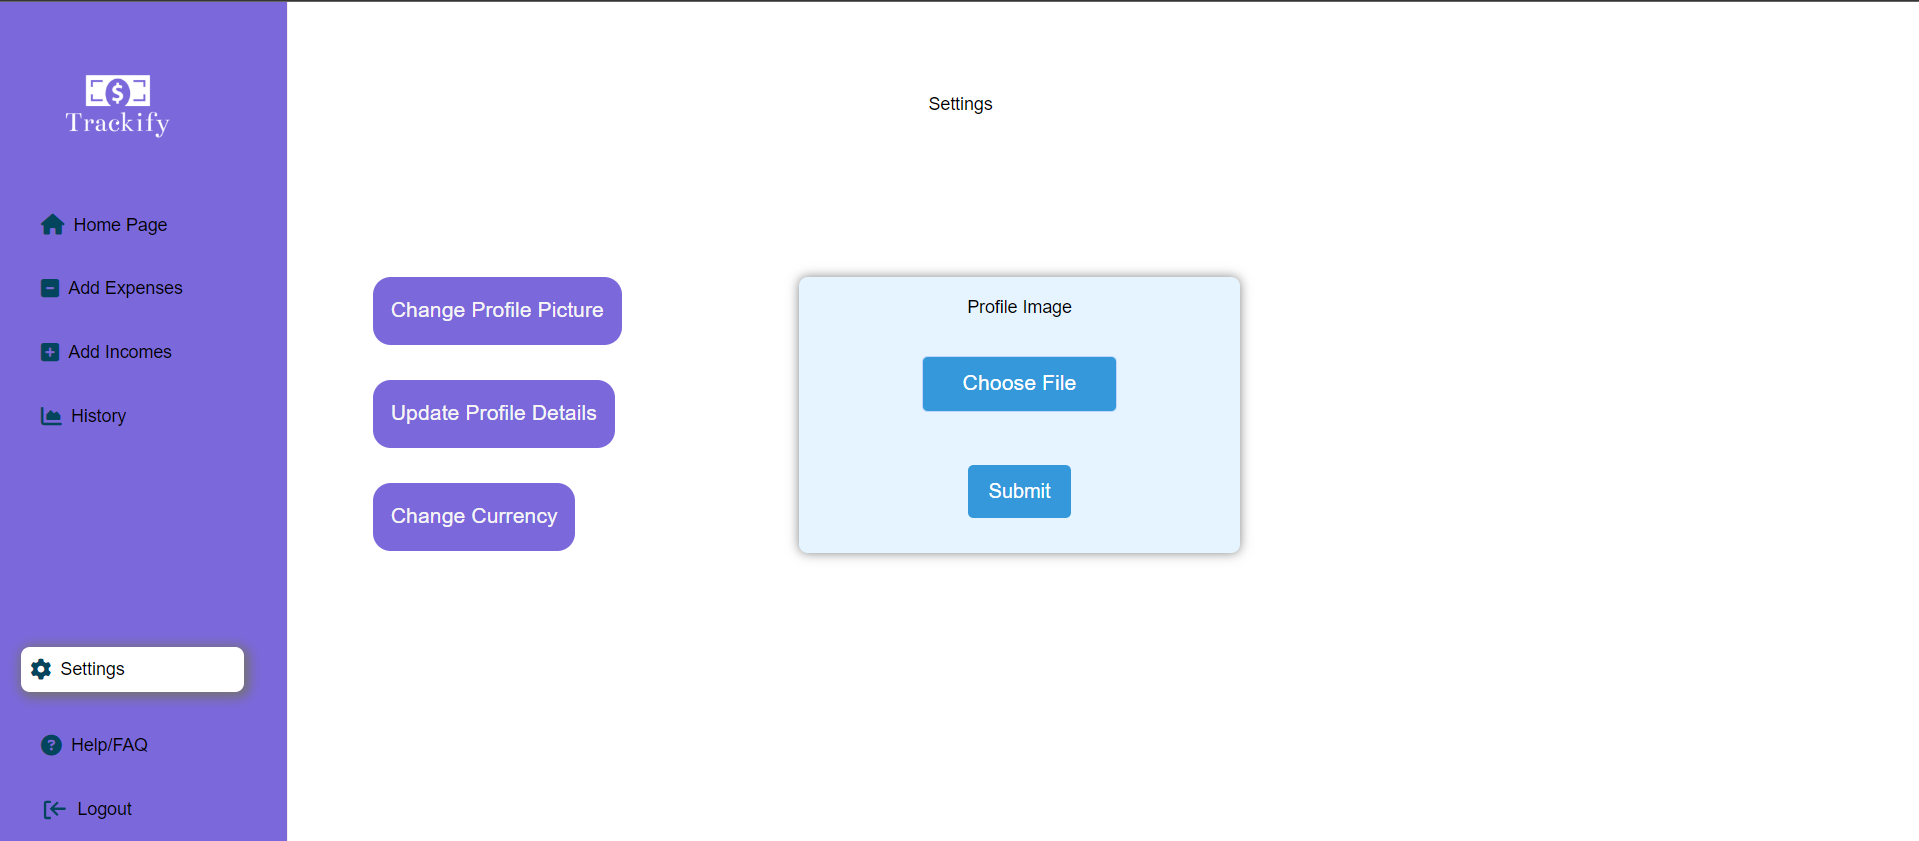 Trackify
Home Page
Add Expenses
Add Incomes
History
Settings
Help/FAQ
Logout
Settings
Change Profile Picture
Update Profile Details
Change Currency
Profile Image
Choose File
Submit